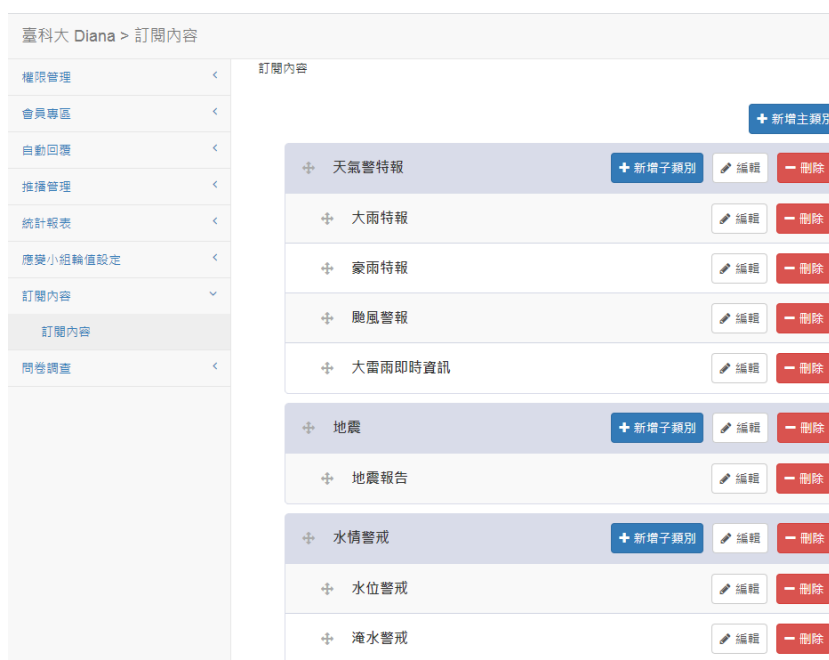 臺科大 Diana > 訂閱內容
權限管理
會員專區
自動回覆
推播管理
統計報表
應變小組輪值設定
訂閱內容
訂閱內容
問卷調查
訂閱內容
新增主類別
天氣警特報 新增子類別 編輯 刪除
大雨特報 編輯 刪除
豪雨特報 編輯 刪除
颱風警報 編輯 刪除
大雷雨即時資訊 編輯 刪除
地震 新增子類別 編輯 刪除
地震報告 編輯 刪除
水情警戒 新增子類別 編輯 刪除
水位警戒 編輯 刪除
淹水警戒 編輯 刪除